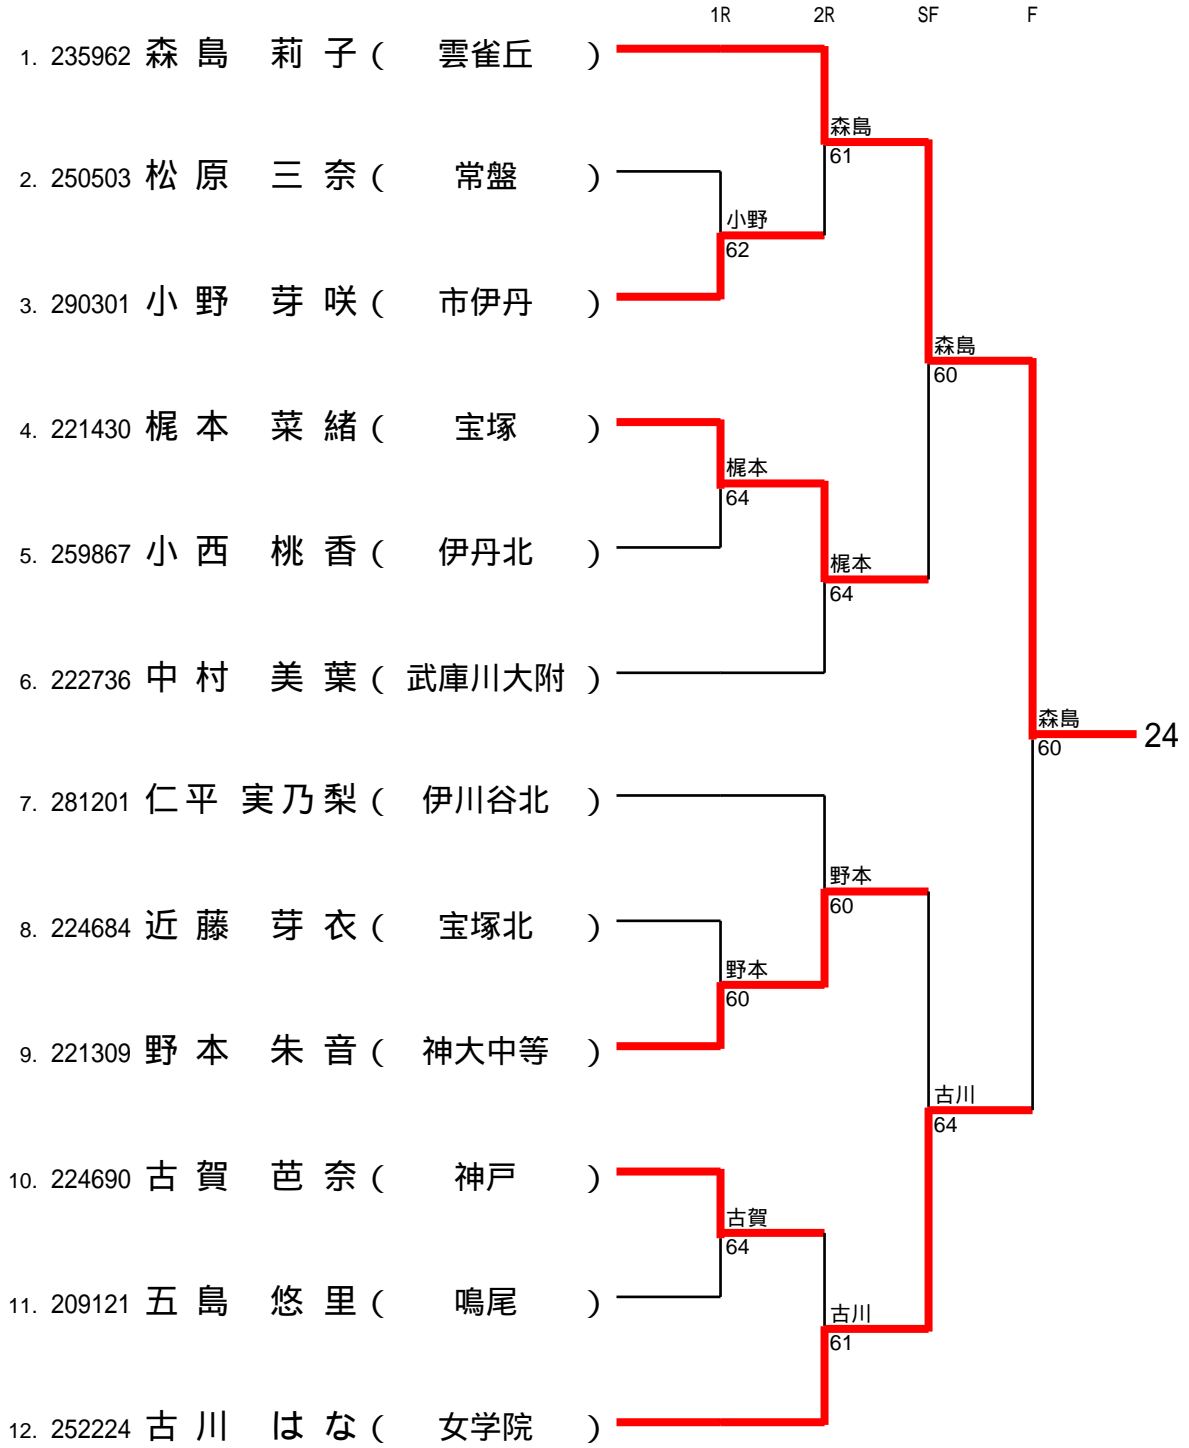 1R 2R SF F
1. 235962 森島 莉子 ( 雲雀丘 )
森島
61
2. 250503 松原 三奈 ( 常盤 )
小野
62
3. 290301 小野 芽咲 ( 市伊丹 )
森島
60
4. 221430 梶本 菜緒 ( 宝塚 )
梶本
64
5. 259867 小西 桃香 ( 伊丹北 )
梶本
64
6. 222736 中村 美葉 ( 武庫川大附 )
森島
60
24
7. 281201 仁平 実乃梨 ( 伊川谷北 )
野本
60
8. 224684 近藤 芽衣 ( 宝塚北 )
野本
60
9. 221309 野本 朱音 ( 神大中等 )
古川
64
10. 224690 古賀 芭奈 ( 神戸 )
古賀
64
11. 209121 五島 悠里 ( 鳴尾 )
古川
61
12. 252224 古川 はな ( 女学院 )